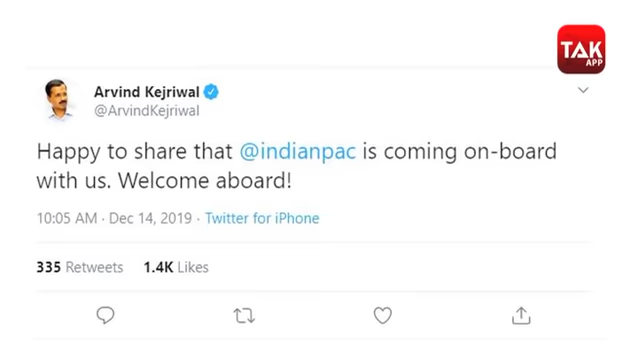 TAK
APP
Arvind Kejriwal
@ArvindKejriwal
Happy to share that @indianpac is coming on-board
with us. Welcome aboard!
10:05 AM · Dec 14, 2019 · Twitter for iPhone
335 Retweets 1.4K Likes